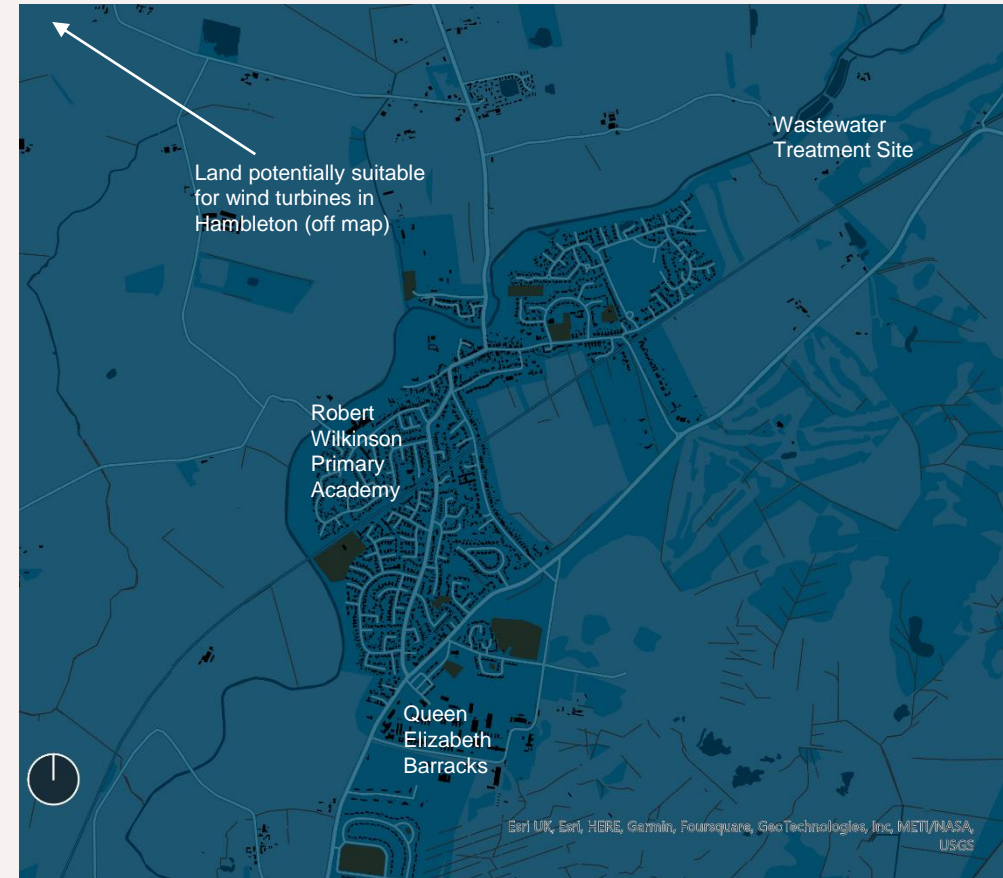 Wastewater
Treatment Site
Land potentially suitable
for wind turbines in
Hambleton (off map)
Robert
Wilkinson
Primary
Academy
Queen
Elizabeth
Barracks
Esri UK, Esri, HERE, Garmin, Foursquare, GeoTechnologies, Inc, METI/NASA,
USGS